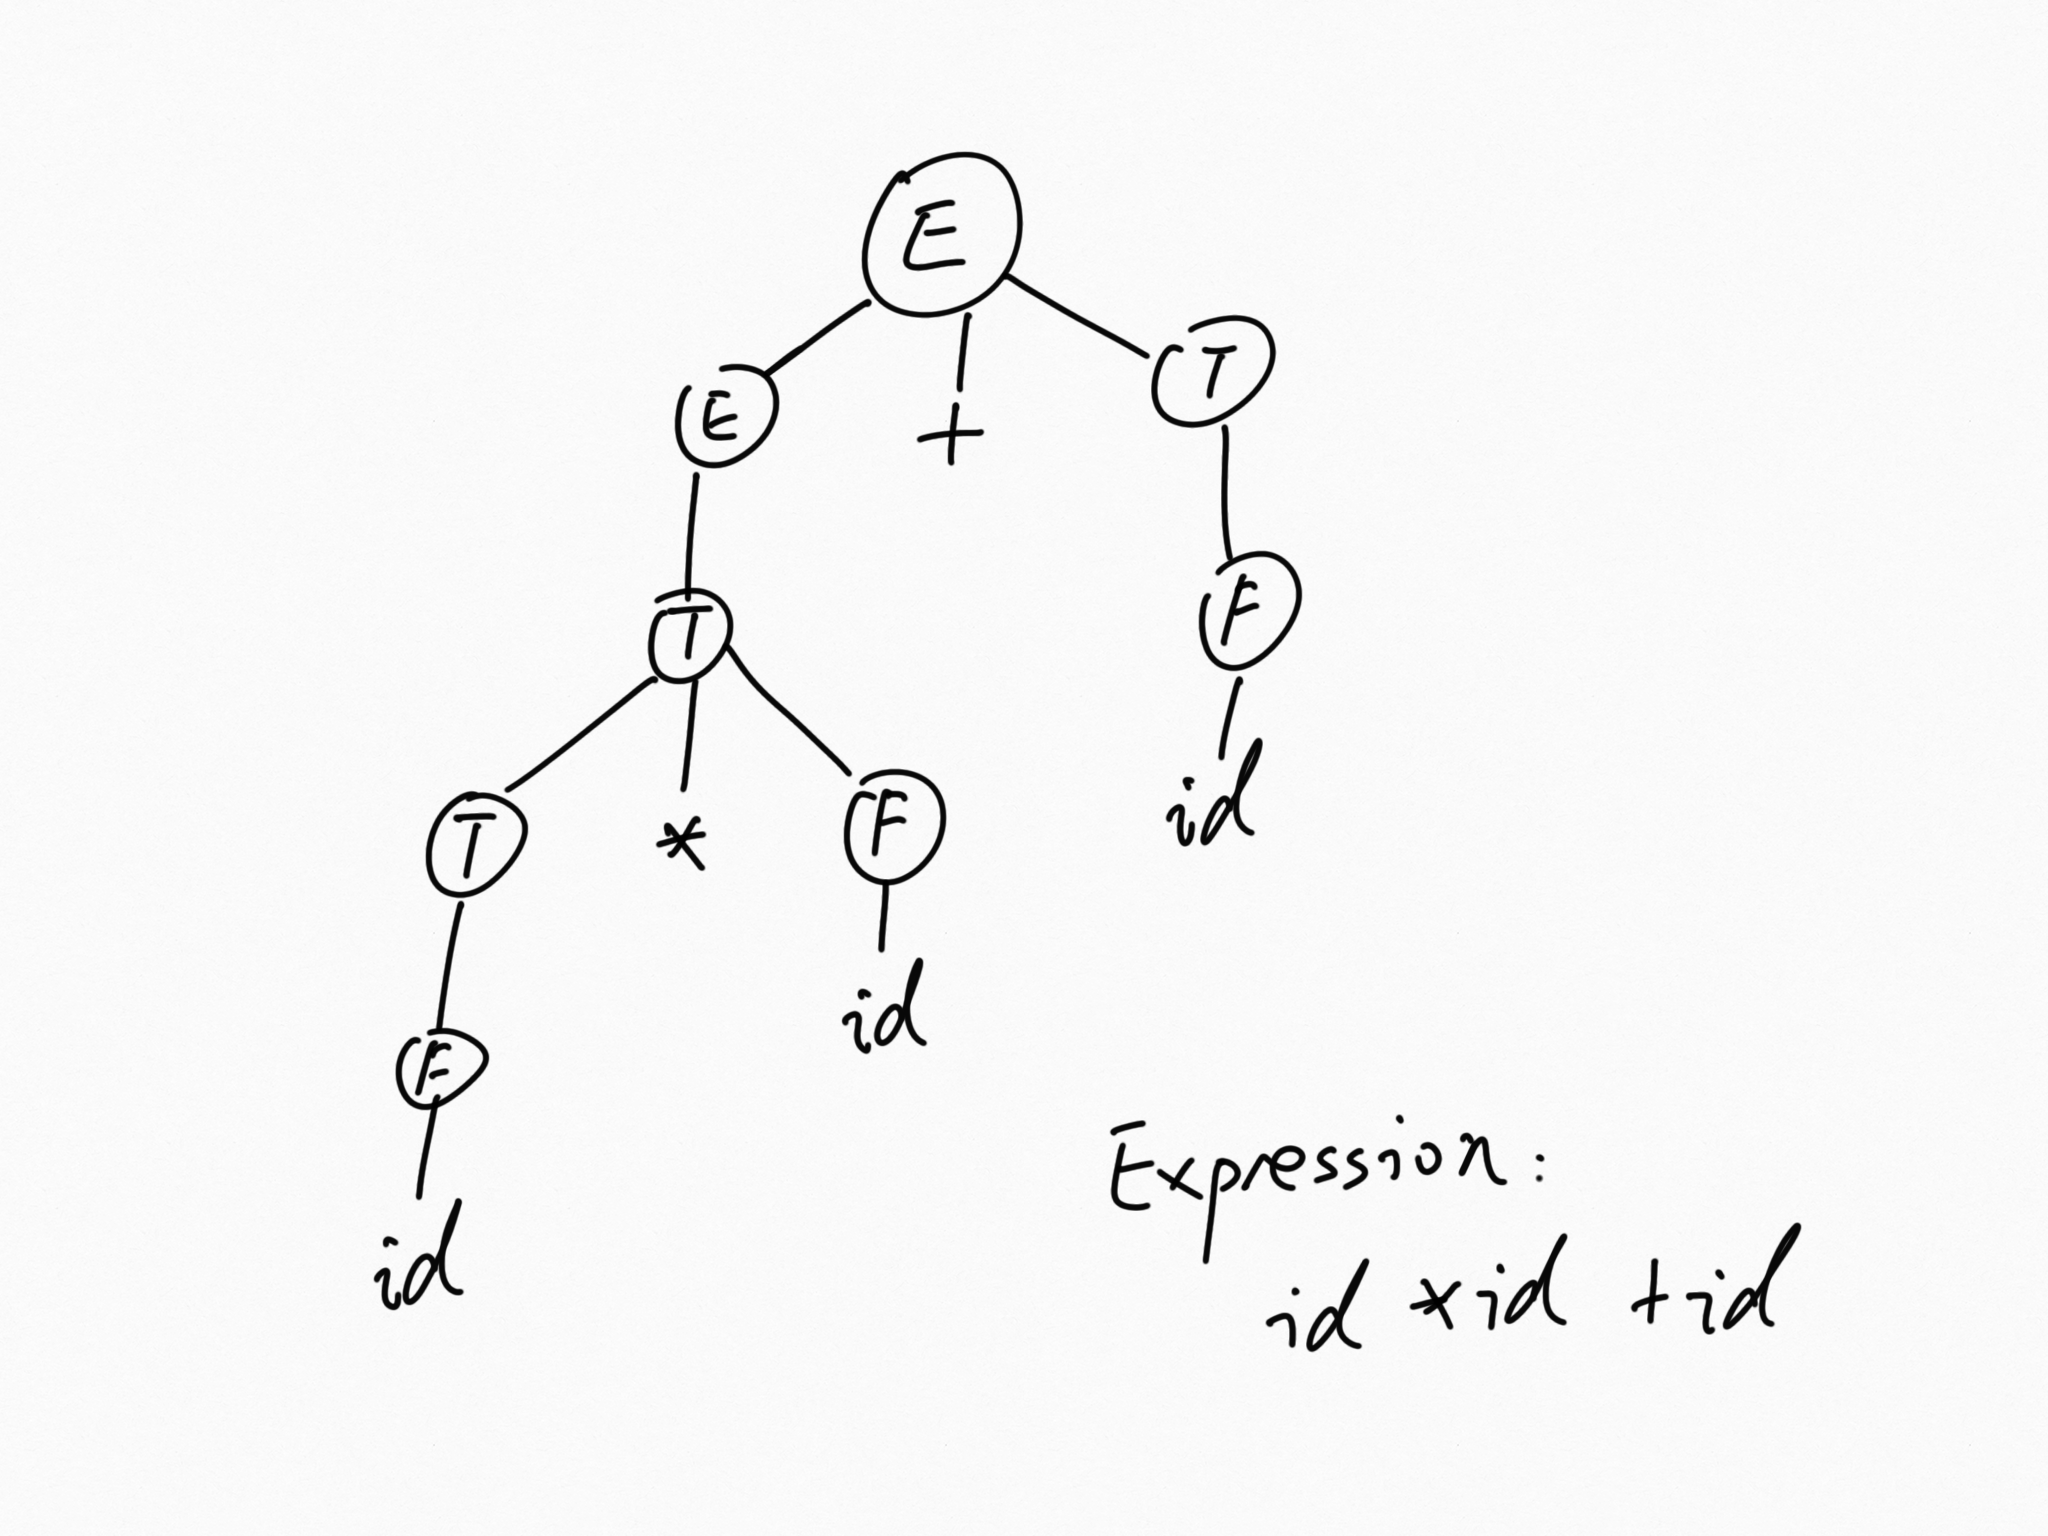 E
E + T
T F
T * F id
F id
id
Expression:
id * id + id